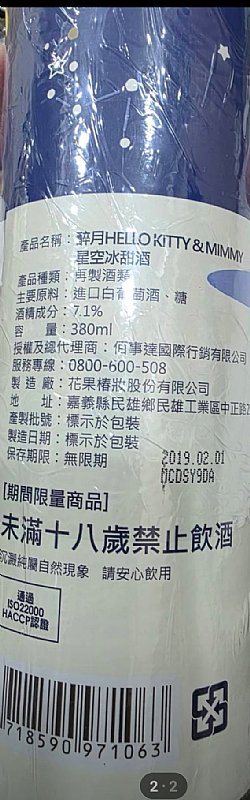 產品名稱：醉月HELLO KITTY & MIMMY
星空冰甜酒
產品種類：再製酒類
主要原料：進口白葡萄酒、糖
酒精成分：7.1%
容　　量：380ml
授權及總代理商：何事達國際行銷有限公司
服務專線：0800-600-508
製 造 廠：花果椿妝股份有限公司
地　　址：嘉義縣民雄鄉民雄工業區中正路2
產製批號：標示於包裝
製造日期：標示於包裝
保存期限：無限期
2019.02.01
[期間限量商品]
未滿十八歲禁止飲酒
沉澱純屬自然現象 請安心飲用
通過
ISO22000
HACCP認證
718590 971063
2 - 2